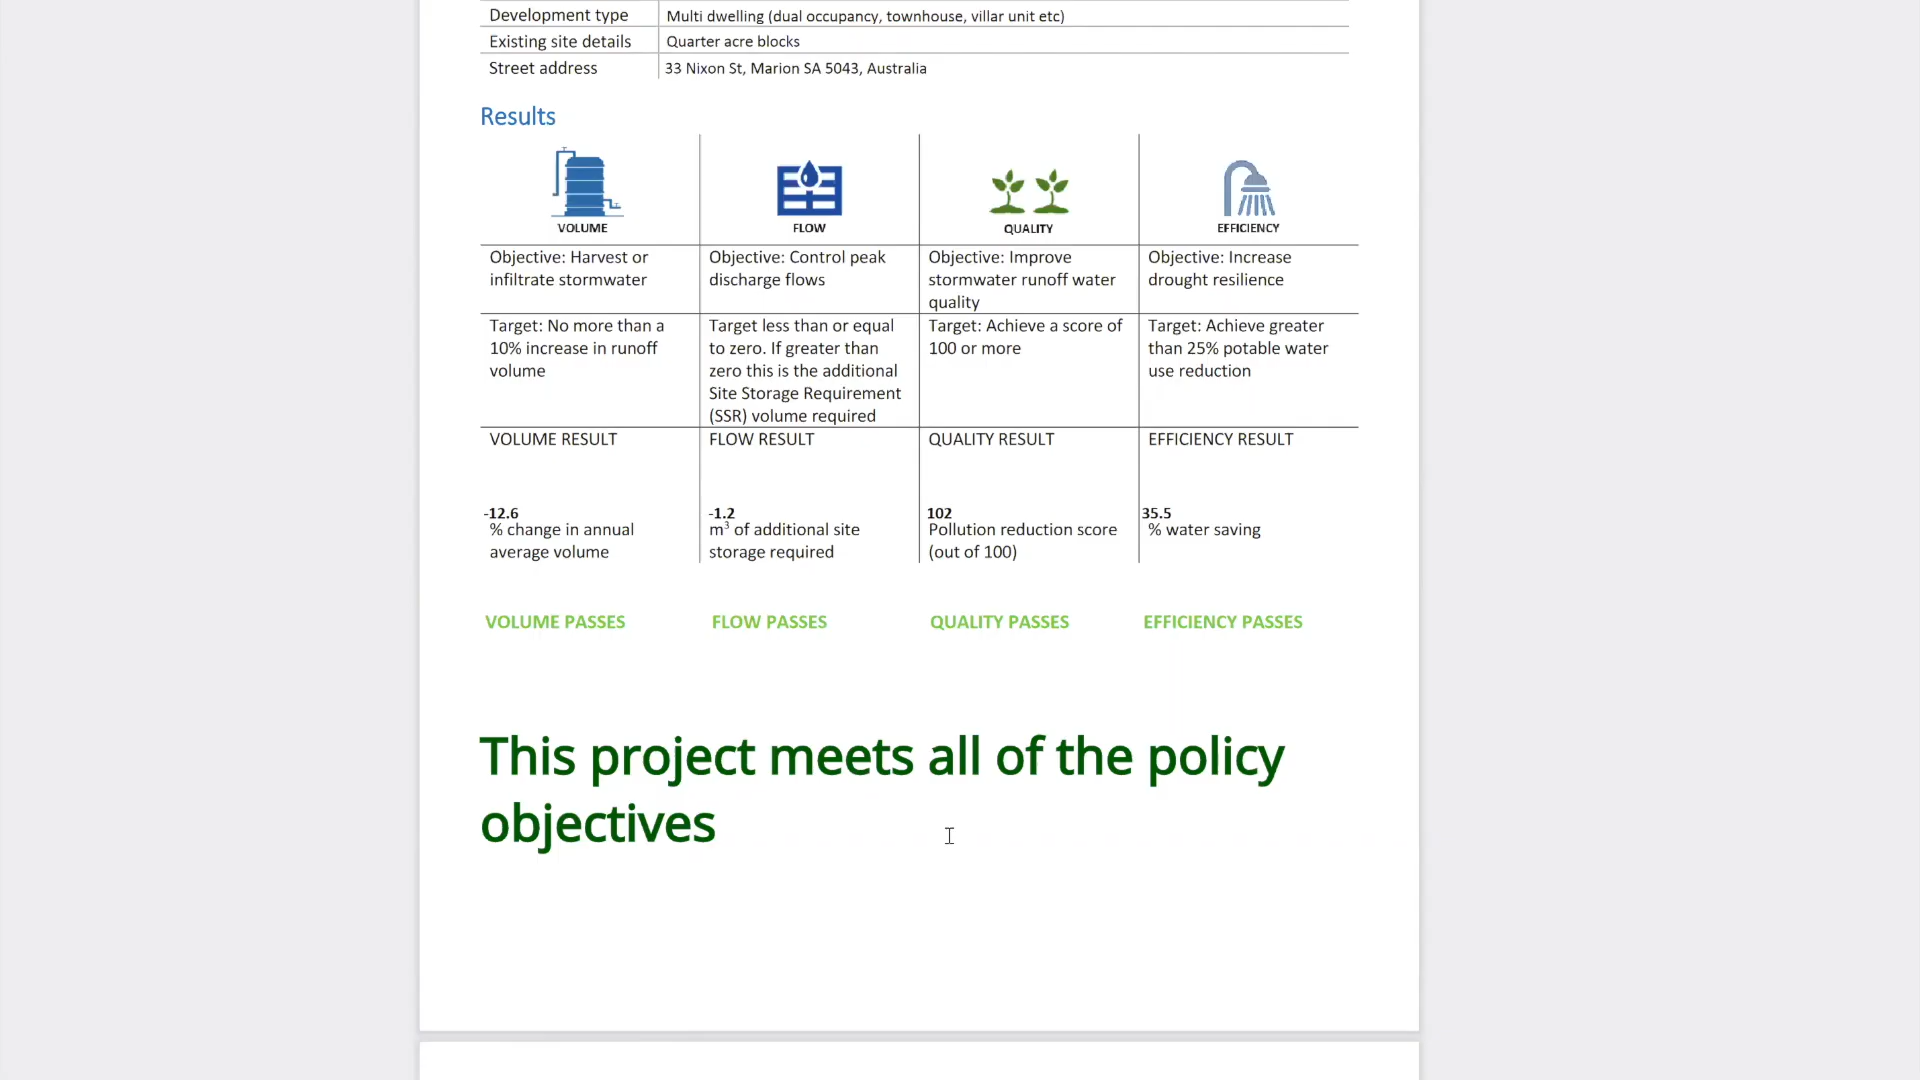 Development type Multi dwelling (dual occupancy, townhouse, villar unit etc)
Existing site details Quarter acre blocks
Street address 33 Nixon St, Marion SA 5043, Australia
Results
VOLUME FLOW QUALITY EFFICIENCY
Objective: Harvest or
infiltrate stormwater
Objective: Control peak
discharge flows
Objective: Improve
stormwater runoff water
quality
Objective: Increase
drought resilience
Target: No more than a
10% increase in runoff
volume
Target less than or equal
to zero. If greater than
zero this is the additional
Site Storage Requirement
(SSR) volume required
Target: Achieve a score of
100 or more
Target: Achieve greater
than 25% potable water
use reduction
VOLUME RESULT
-12.6
% change in annual
average volume
FLOW RESULT
-1.2
m³ of additional site
storage required
QUALITY RESULT
102
Pollution reduction score
(out of 100)
EFFICIENCY RESULT
35.5
% water saving
VOLUME PASSES FLOW PASSES QUALITY PASSES EFFICIENCY PASSES
This project meets all of the policy
objectives